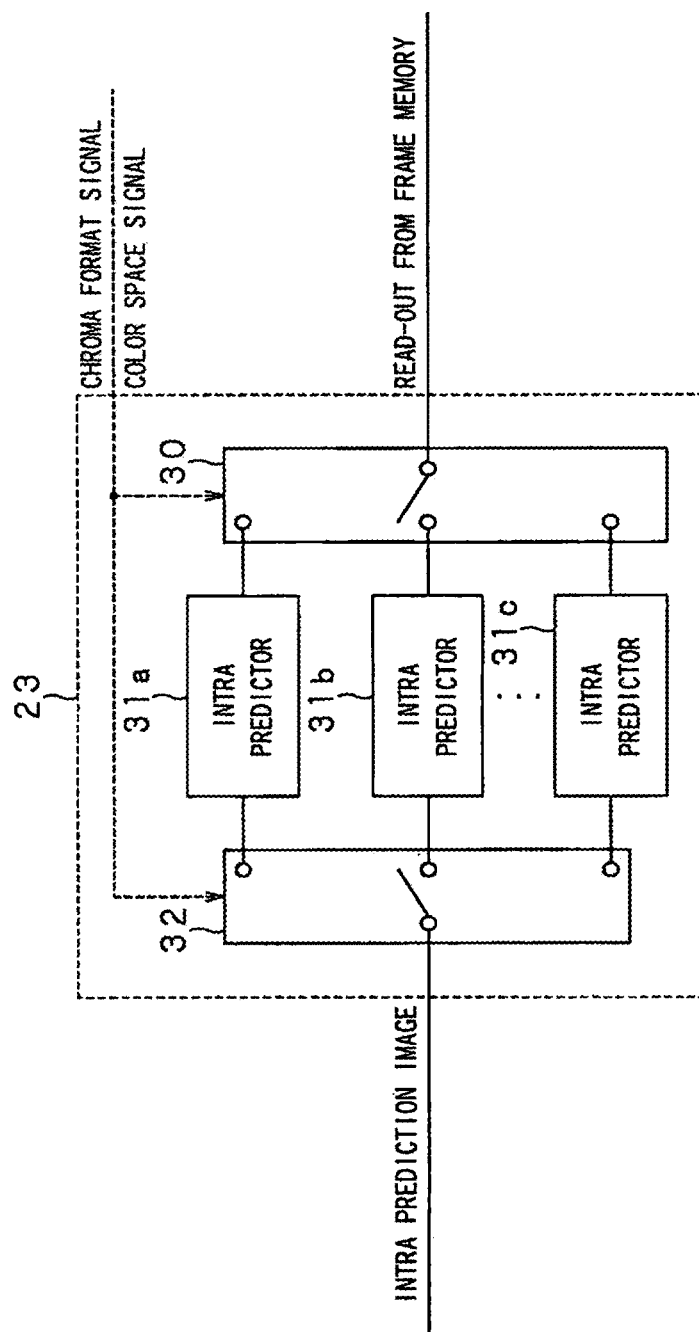 CHROMA FORMAT SIGNAL
COLOR SPACE SIGNAL
23
READ-OUT FROM FRAME MEMORY
30
31a
INTRA
PREDICTOR
31b
INTRA
PREDICTOR
31c
INTRA
PREDICTOR
32
INTRA PREDICTION IMAGE